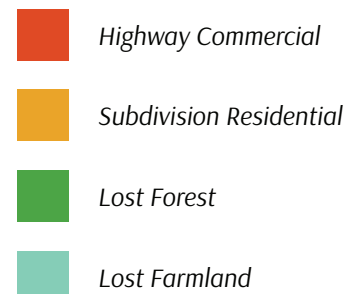 Highway Commercial
Subdivision Residential
Lost Forest
Lost Farmland